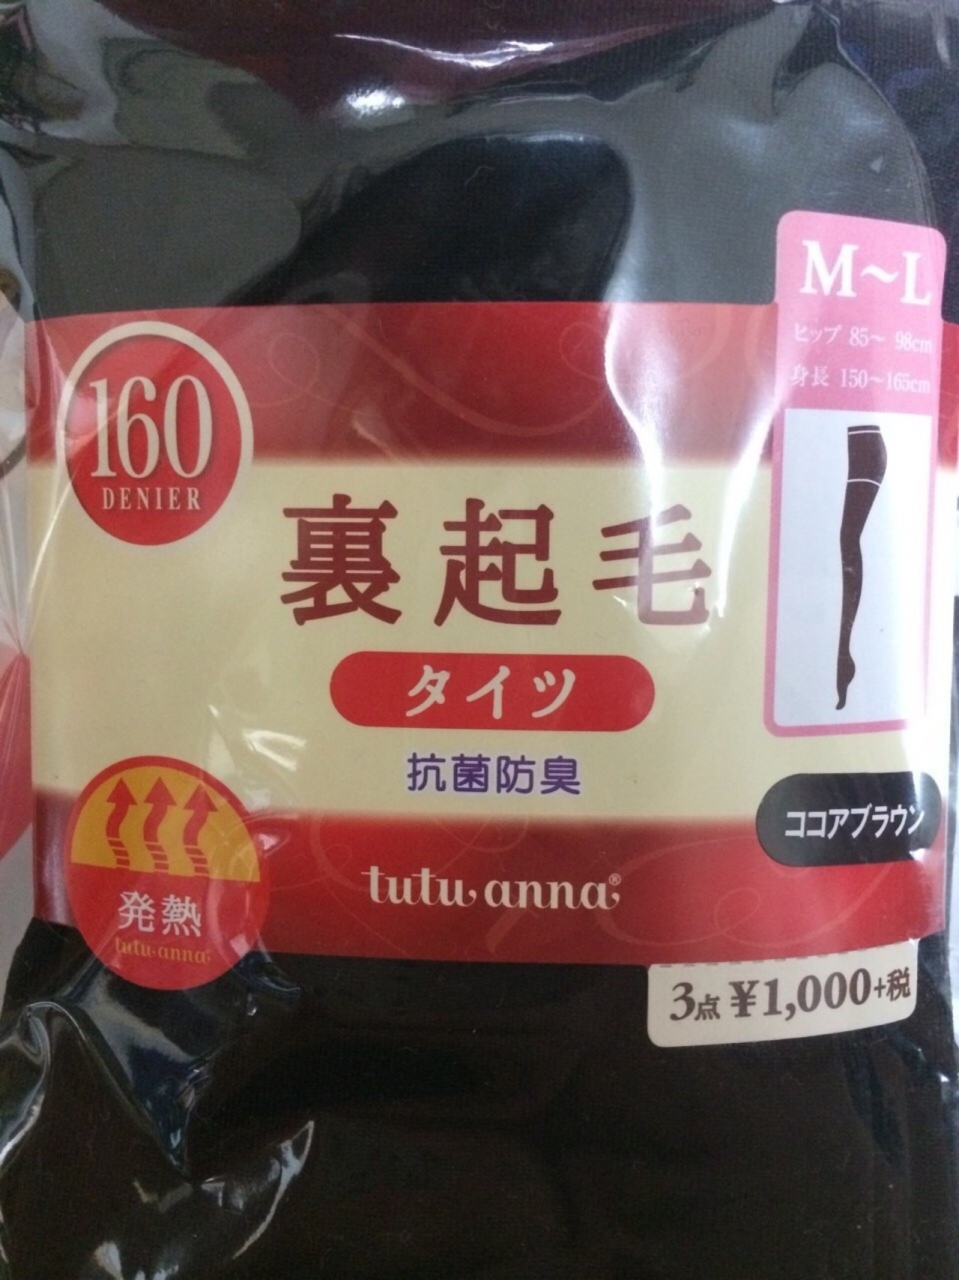 M～L
ヒップ 85～ 98cm
身長 150～165cm
160
DENIER
裏起毛
タイツ
抗菌防臭
ココアブラウン
発熱
tutu anna
tutu anna®
3点 ¥1,000+税